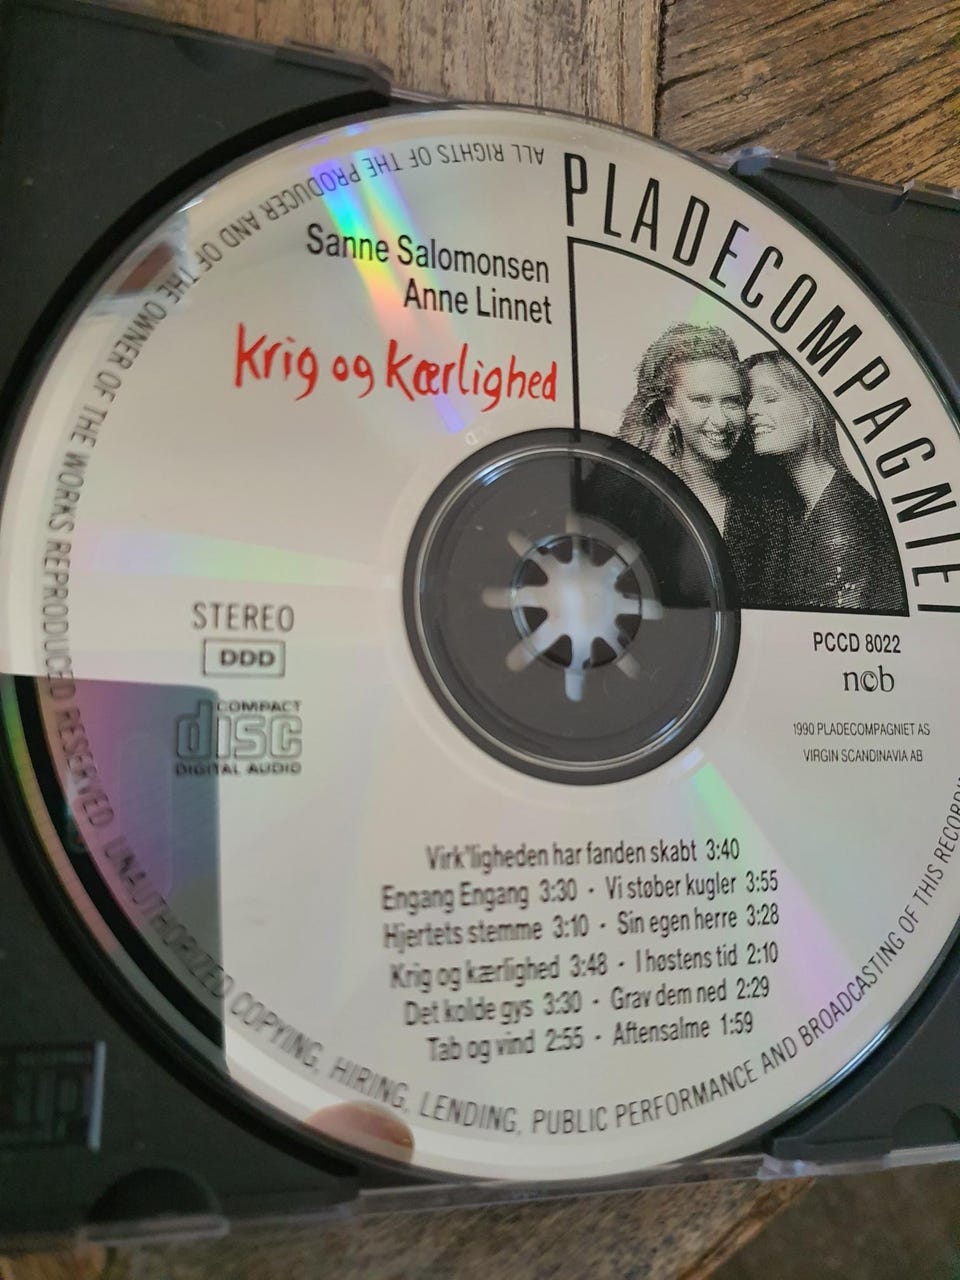 PLADECOMPAGNIET
Sanne Salomonsen
Anne Linnet
Krig og Kærlighed
STEREO
DDD
COMPACT
disc
DIGITAL AUDIO
PCCD 8022
n©b
1990 PLADECOMPAGNIET AS
VIRGIN SCANDINAVIA AB
Virk'ligheden har fanden skabt 3:40
Engang Engang 3:30 · Vi støber kugler 3:55
Hjertets stemme 3:10 · Sin egen herre 3:28
Krig og kærlighed 3:48 · I høstens tid 2:10
Det kolde gys 3:30 · Grav dem ned 2:29
Tab og vind 2:55 · Aftensalme 1:59
ALL RIGHTS OF THE PRODUCER AND OF THE OWNER OF THE WORKS REPRODUCED RESERVED. UNAUTHORIZED COPYING, HIRING, LENDING, PUBLIC PERFORMANCE AND BROADCASTING OF THIS RECORDIN